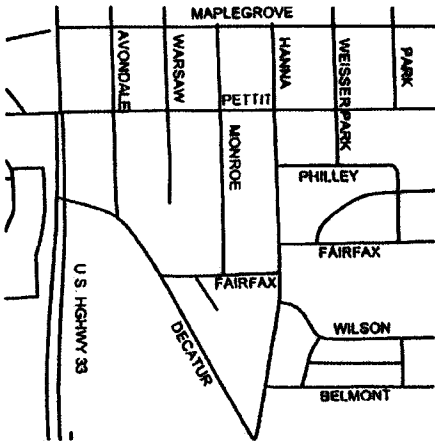 MAPLEGROVE
AVONDALE
WARSAW
HANNA
WEISSER PARK
PARK
PETTIT
MONROE
PHILLEY
FAIRFAX
FAIRFAX
U.S. HGHWY 33
DECATUR
WILSON
BELMONT